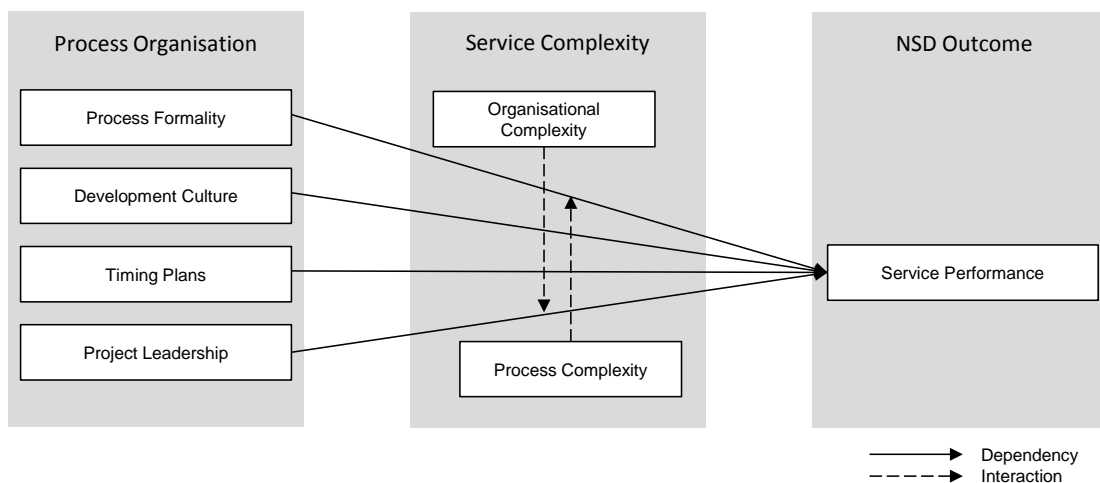 Process Organisation
Service Complexity
NSD Outcome
Process Formality
Development Culture
Timing Plans
Project Leadership
Organisational
Complexity
Process Complexity
Service Performance
Dependency
Interaction